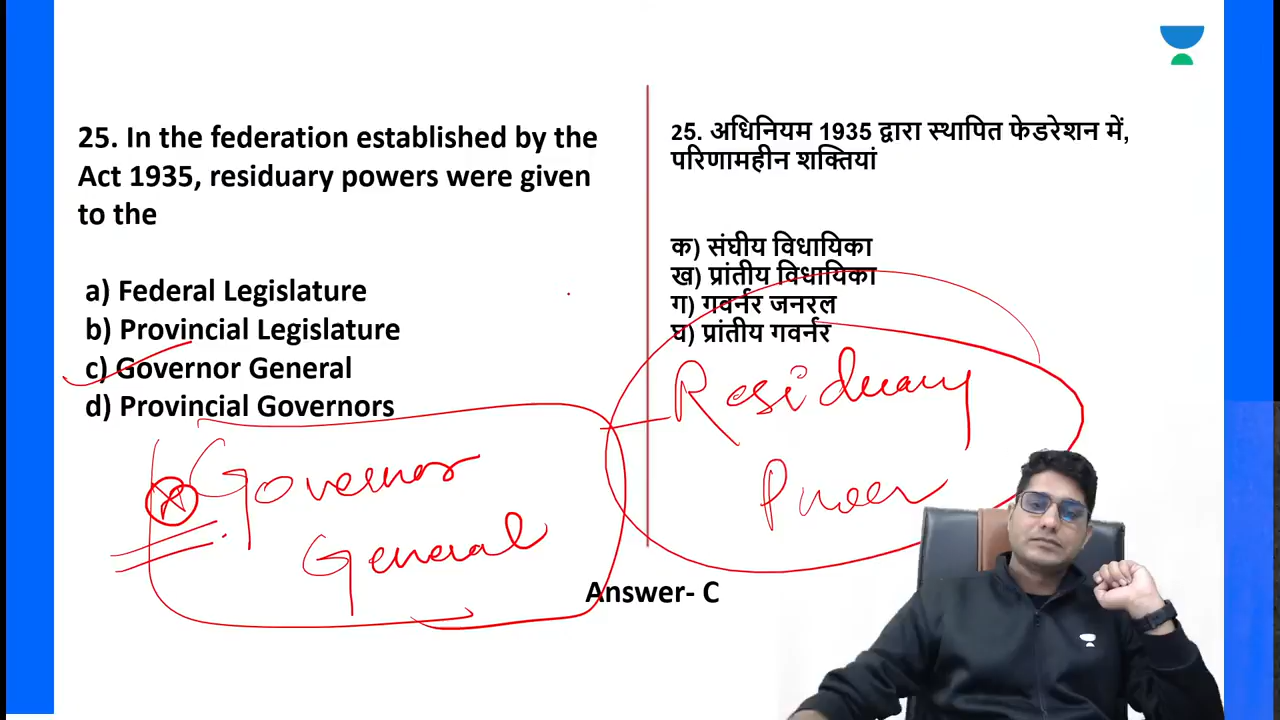 25. In the federation established by the
Act 1935, residuary powers were given
to the
a) Federal Legislature
b) Provincial Legislature
c) Governor General
d) Provincial Governors
25. अधिनियम 1935 द्वारा स्थापित फेडरेशन में,
परिणामहीन शक्तियां
क) संघीय विधायिका
ख) प्रांतीय विधायिका
ग) गवर्नर जनरल
घ) प्रांतीय गवर्नर
Governor
General
Residuary
Power
Answer- C